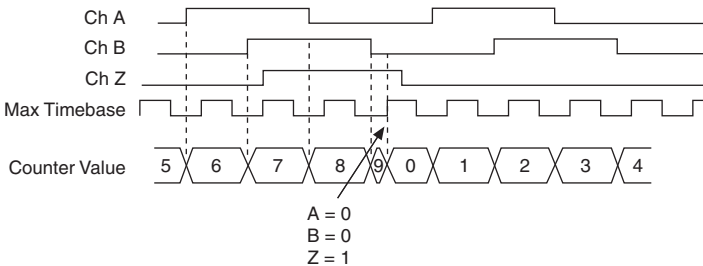 Ch A
Ch B
Ch Z
Max Timebase
Counter Value 5 6 7 8 9 0 1 2 3 4
A = 0
B = 0
Z = 1